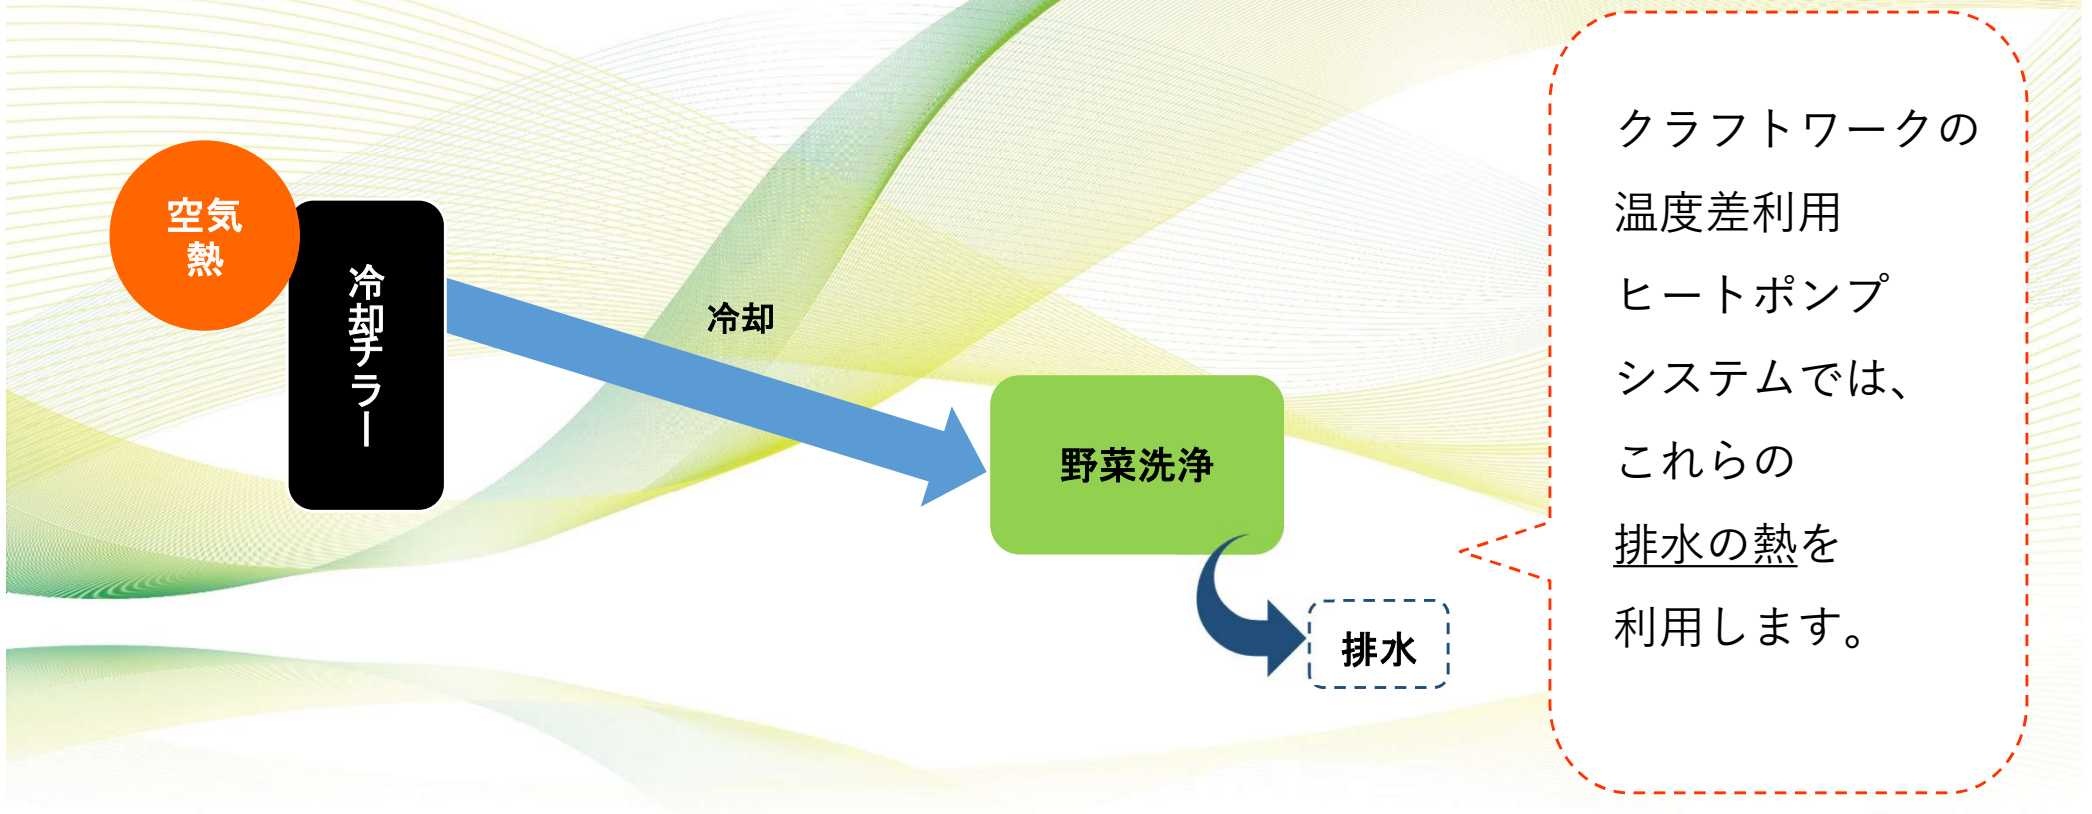 空気
熱
冷却チラー
冷却
野菜洗浄
排水
クラフトワークの
温度差利用
ヒートポンプ
システムでは、
これらの
排水の熱を
利用します。